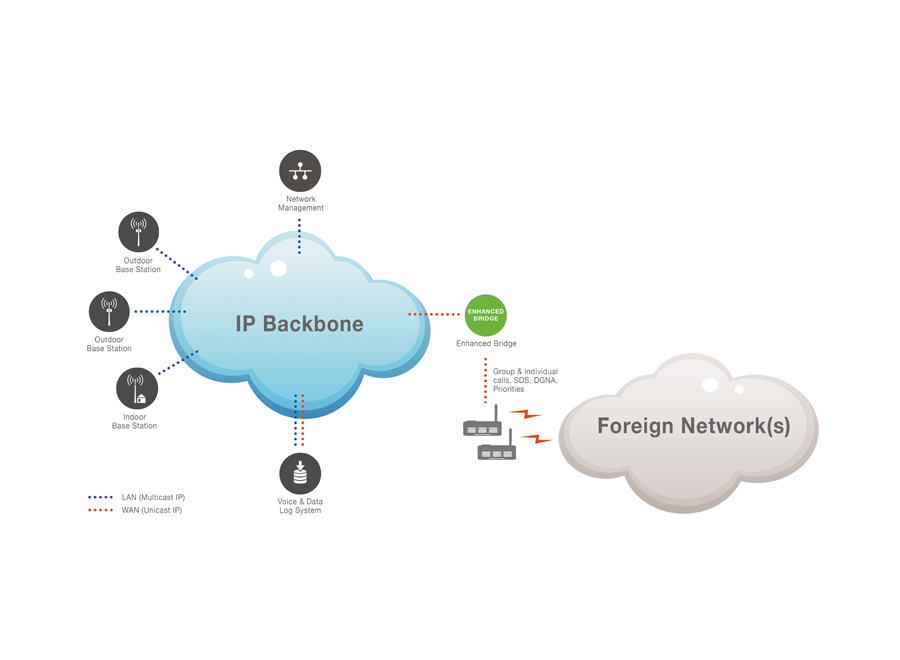 Network
Management
Outdoor
Base Station
Outdoor
Base Station
Indoor
Base Station
IP Backbone
ENHANCED
BRIDGE
Enhanced Bridge
Group & individual
calls, SDS, DGNA,
Priorities
Foreign Network(s)
Voice & Data
Log System
LAN (Multicast IP)
WAN (Unicast IP)